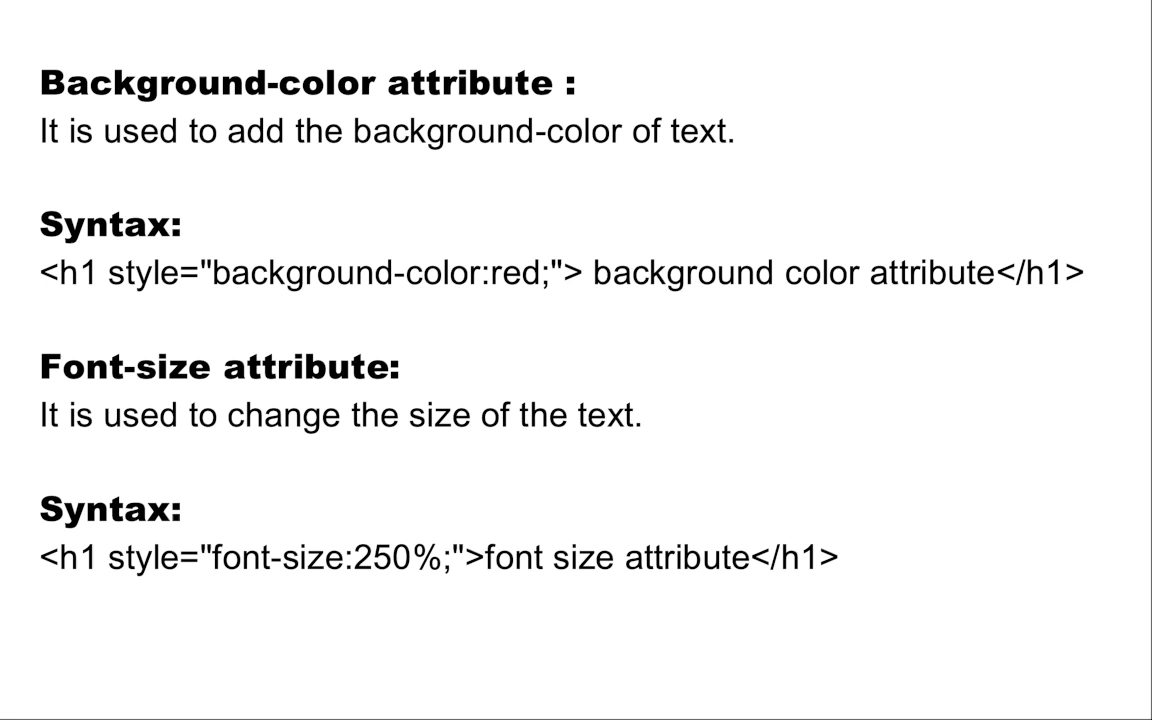 Background-color attribute :
It is used to add the background-color of text.
Syntax:
<h1 style="background-color:red;"> background color attribute</h1>
Font-size attribute:
It is used to change the size of the text.
Syntax:
<h1 style="font-size:250%;">font size attribute</h1>